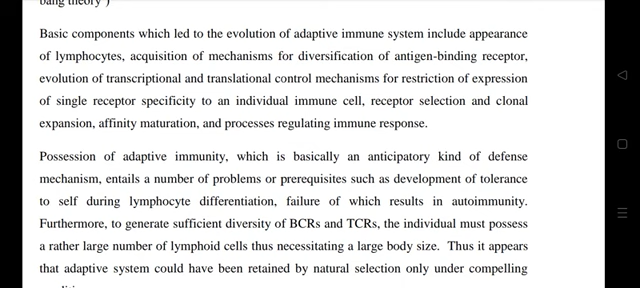 bang theory )
Basic components which led to the evolution of adaptive immune system include appearance
of lymphocytes, acquisition of mechanisms for diversification of antigen-binding receptor,
evolution of transcriptional and translational control mechanisms for restriction of expression
of single receptor specificity to an individual immune cell, receptor selection and clonal
expansion, affinity maturation, and processes regulating immune response.
Possession of adaptive immunity, which is basically an anticipatory kind of defense
mechanism, entails a number of problems or prerequisites such as development of tolerance
to self during lymphocyte differentiation, failure of which results in autoimmunity.
Furthermore, to generate sufficient diversity of BCRs and TCRs, the individual must possess
a rather large number of lymphoid cells thus necessitating a large body size. Thus it appears
that adaptive system could have been retained by natural selection only under compelling